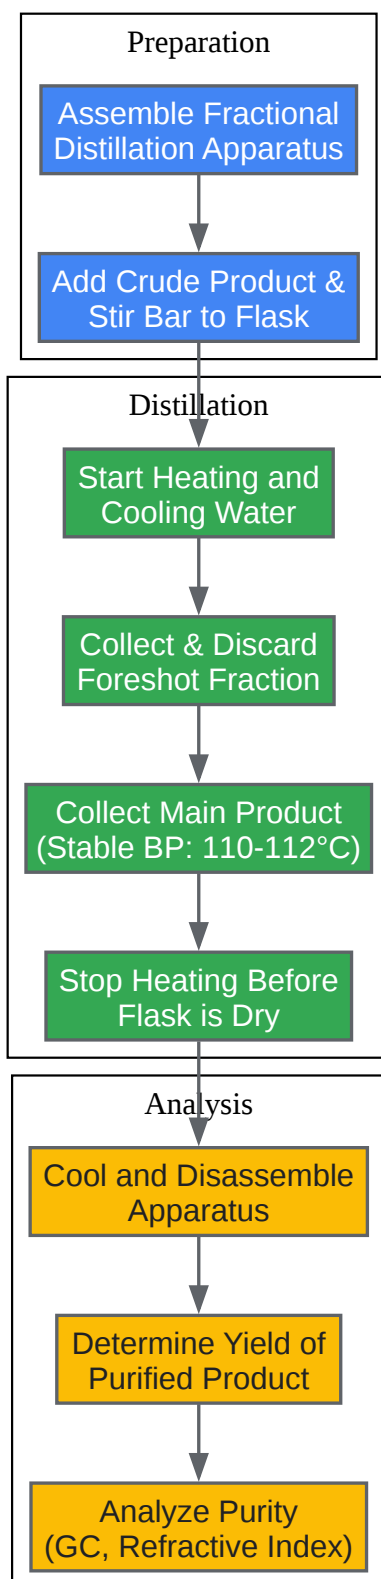 Preparation
Assemble Fractional
Distillation Apparatus
Add Crude Product &
Stir Bar to Flask
Distillation
Start Heating and
Cooling Water
Collect & Discard
Foreshot Fraction
Collect Main Product
(Stable BP: 110-112°C)
Stop Heating Before
Flask is Dry
Analysis
Cool and Disassemble
Apparatus
Determine Yield of
Purified Product
Analyze Purity
(GC, Refractive Index)